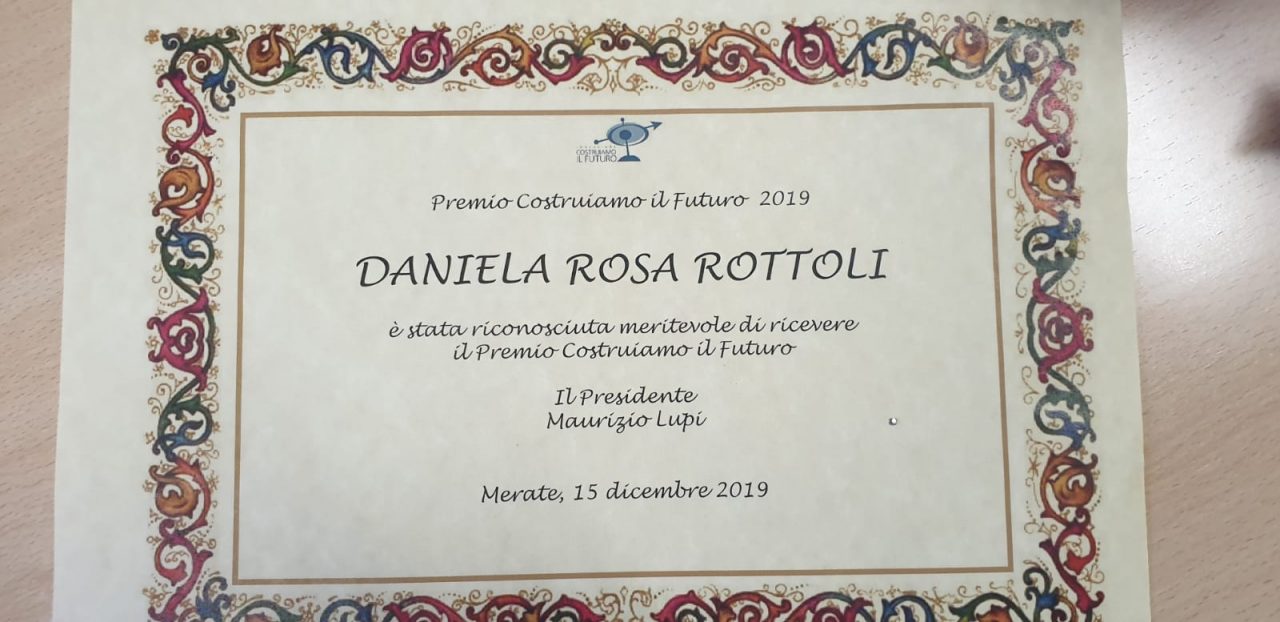 COSTRUIAMO
IL FUTURO
Premio Costruiamo il Futuro 2019
DANIELA ROSA ROTTOLI
è stata riconosciuta meritevole di ricevere
il Premio Costruiamo il Futuro
Il Presidente
Maurizio Lupi
Merate, 15 dicembre 2019